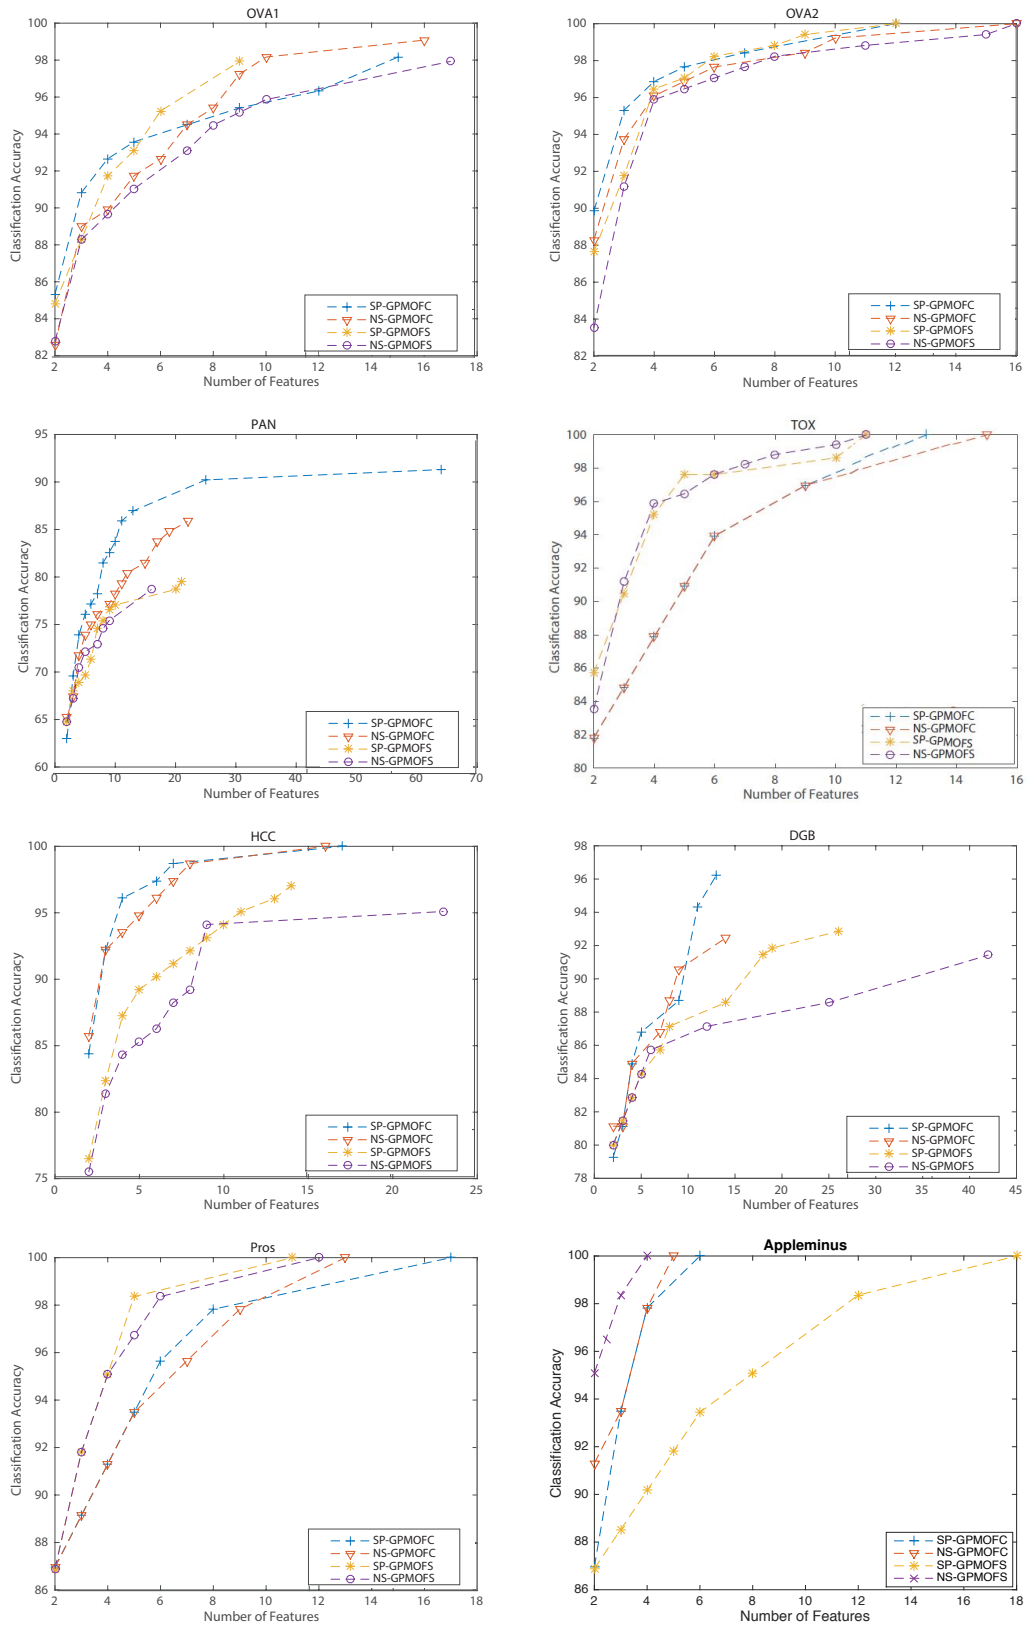 OVA1
100
98
96
94
92
90
88
86
84
82
Classification Accuracy
2 4 6 8 10 12 14 16 18
Number of Features
SP-GPMOFC
NS-GPMOFC
SP-GPMOFS
NS-GPMOFS
OVA2
100
98
96
94
92
90
88
86
84
82
Classification Accuracy
2 4 6 8 10 12 14 16
Number of Features
SP-GPMOFC
NS-GPMOFC
SP-GPMOFS
NS-GPMOFS
PAN
95
90
85
80
75
70
65
60
Classification Accuracy
0 10 20 30 40 50 60 70
Number of Features
SP-GPMOFC
NS-GPMOFC
SP-GPMOFS
NS-GPMOFS
TOX
100
98
96
94
92
90
88
86
84
82
80
Classification Accuracy
2 4 6 8 10 12 14 16
Number of Features
SP-GPMOFC
NS-GPMOFC
SP-GPMOFS
NS-GPMOFS
HCC
100
95
90
85
80
75
Classification Accuracy
0 5 10 15 20 25
Number of Features
SP-GPMOFC
NS-GPMOFC
SP-GPMOFS
NS-GPMOFS
DGB
98
96
94
92
90
88
86
84
82
80
78
Classification Accuracy
0 5 10 15 20 25 30 35 40 45
Number of Features
SP-GPMOFC
NS-GPMOFC
SP-GPMOFS
NS-GPMOFS
Pros
100
98
96
94
92
90
88
86
Classification Accuracy
2 4 6 8 10 12 14 16 18
Number of Features
SP-GPMOFC
NS-GPMOFC
SP-GPMOFS
NS-GPMOFS
Appleminus
100
98
96
94
92
90
88
86
Classification Accuracy
2 4 6 8 10 12 14 16 18
Number of Features
SP-GPMOFC
NS-GPMOFC
SP-GPMOFS
NS-GPMOFS